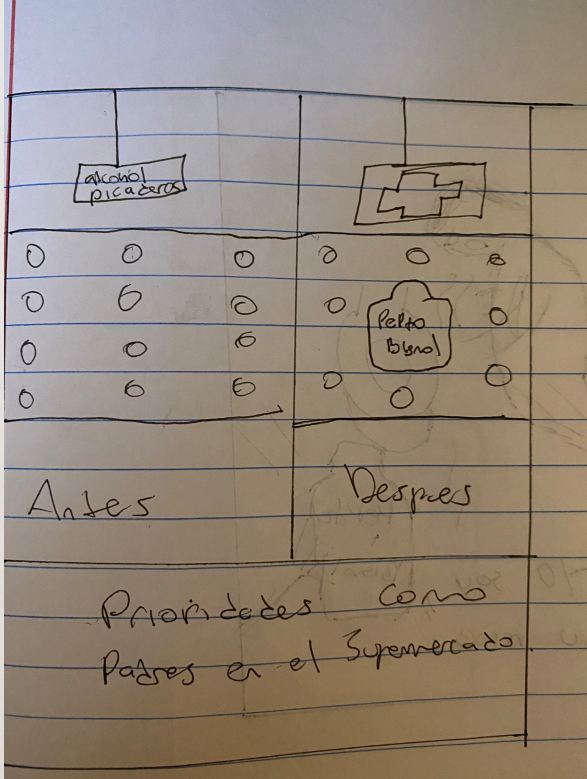 alcohol
picaderas
Pepto
Bismol
Antes
Despues
Prioridades como
Padres en el Supermercado